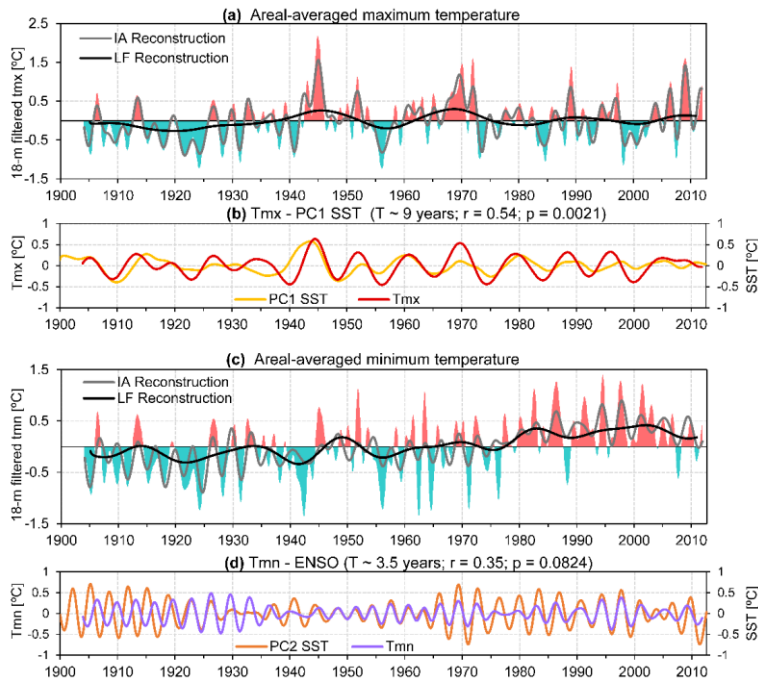 (a) Areal-averaged maximum temperature
18-m filtered tmx [ºC]
2.5
1.5
0.5
-0.5
-1.5
IA Reconstruction
LF Reconstruction
1900 1910 1920 1930 1940 1950 1960 1970 1980 1990 2000 2010
(b) Tmx - PC1 SST (T ~ 9 years; r = 0.54; p = 0.0021)
Tmx [ºC]
1
0.5
0
-0.5
-1
PC1 SST Tmx
1
0.5
0
-0.5
-1
SST [ºC]
1900 1910 1920 1930 1940 1950 1960 1970 1980 1990 2000 2010
(c) Areal-averaged minimum temperature
18-m filtered tmn [ºC]
1.5
0.5
-0.5
-1.5
IA Reconstruction
LF Reconstruction
1900 1910 1920 1930 1940 1950 1960 1970 1980 1990 2000 2010
(d) Tmn - ENSO (T ~ 3.5 years; r = 0.35; p = 0.0824)
Tmn [ºC]
1
0.5
0
-0.5
-1
PC2 SST Tmn
1
0.5
0
-0.5
-1
SST [ºC]
1900 1910 1920 1930 1940 1950 1960 1970 1980 1990 2000 2010